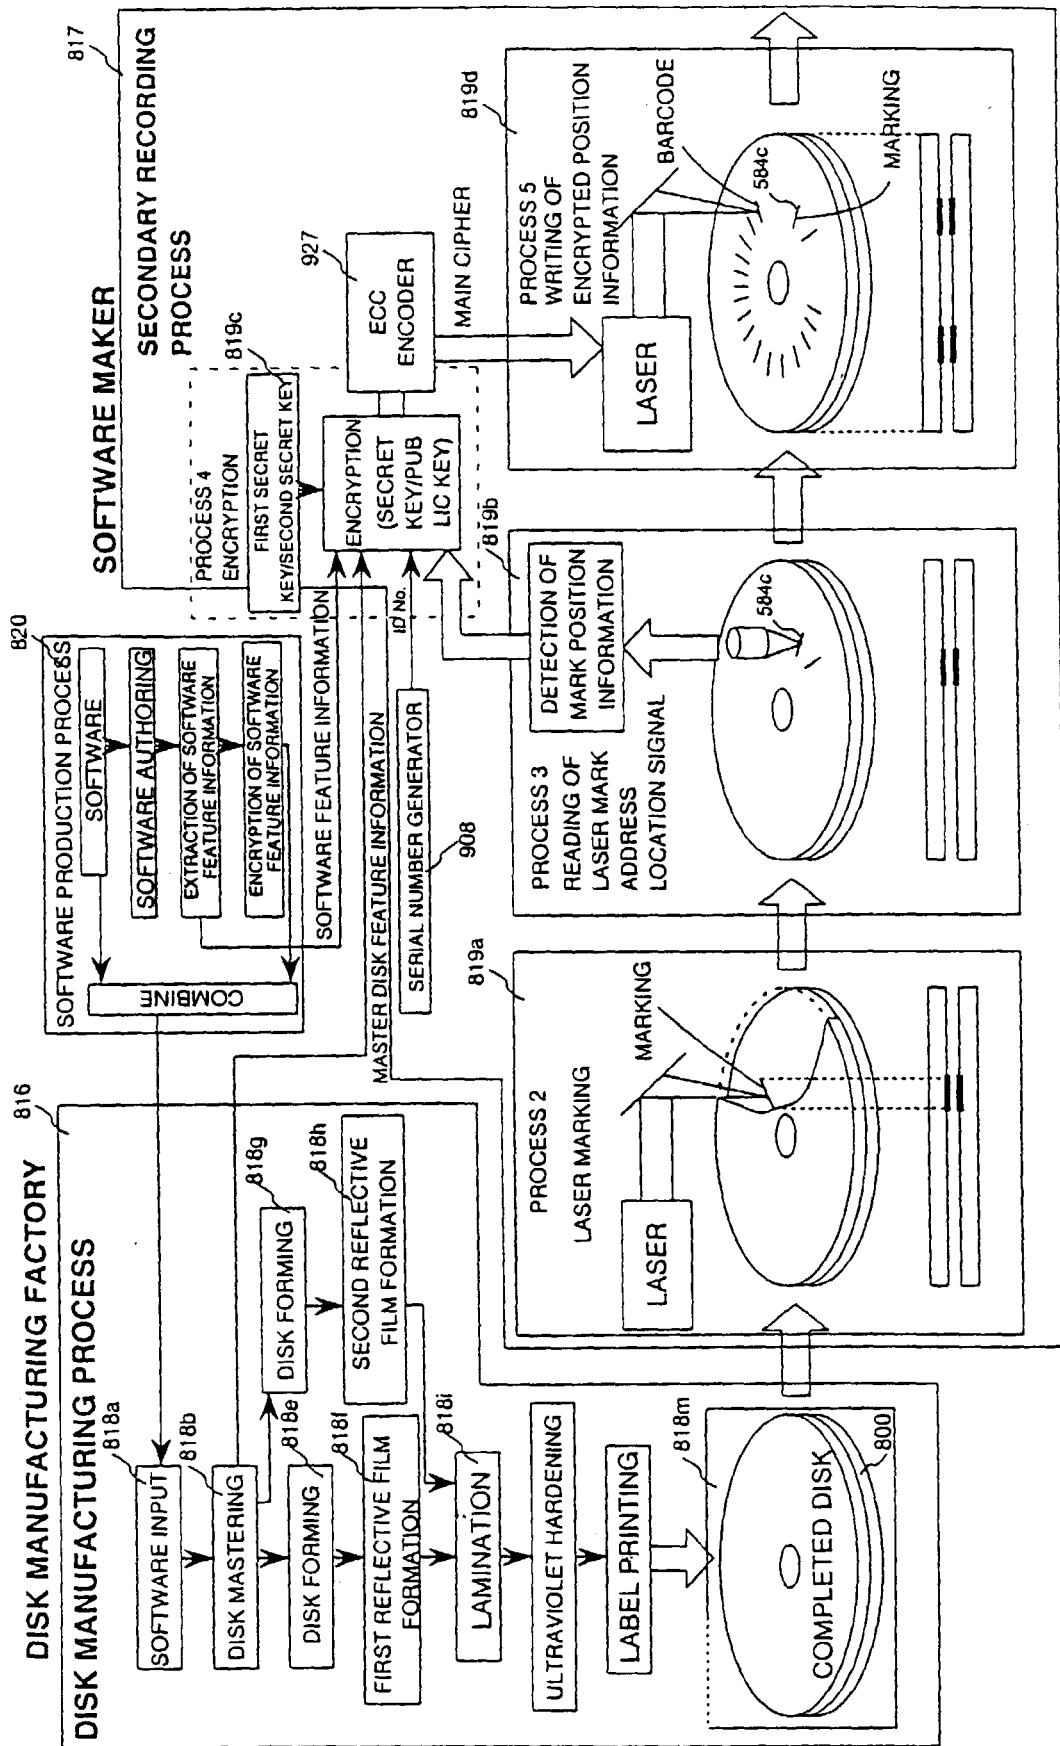 DISK MANUFACTURING FACTORY
816
DISK MANUFACTURING PROCESS
818a
SOFTWARE INPUT
818b
DISK MASTERING
818e
DISK FORMING
818g
DISK FORMING
818f
FIRST REFLECTIVE FILM
FORMATION
818h
SECOND REFLECTIVE
FILM FORMATION
818i
LAMINATION
ULTRAVIOLET HARDENING
LABEL PRINTING
818m
COMPLETED DISK
800
820
SOFTWARE PRODUCTION PROCESS
SOFTWARE
SOFTWARE AUTHORING
EXTRACTION OF SOFTWARE
FEATURE INFORMATION
ENCRYPTION OF SOFTWARE
FEATURE INFORMATION
COMBINE
SOFTWARE FEATURE INFORMATION
MASTER DISK FEATURE INFORMATION
SERIAL NUMBER GENERATOR
908
ID No.
SOFTWARE MAKER
817
SECONDARY RECORDING
PROCESS
PROCESS 4
ENCRYPTION
819c
FIRST SECRET
KEY/SECOND SECRET KEY
ENCRYPTION
(SECRET
KEY/PUB
LIC KEY)
927
ECC
ENCODER
MAIN CIPHER
819a
PROCESS 2
LASER MARKING
LASER
MARKING
819b
PROCESS 3
READING OF
LASER MARK
ADDRESS
LOCATION SIGNAL
DETECTION OF
MARK POSITION
INFORMATION
584c
819d
PROCESS 5
WRITING OF
ENCRYPTED POSITION
INFORMATION
LASER
BARCODE
584c
MARKING